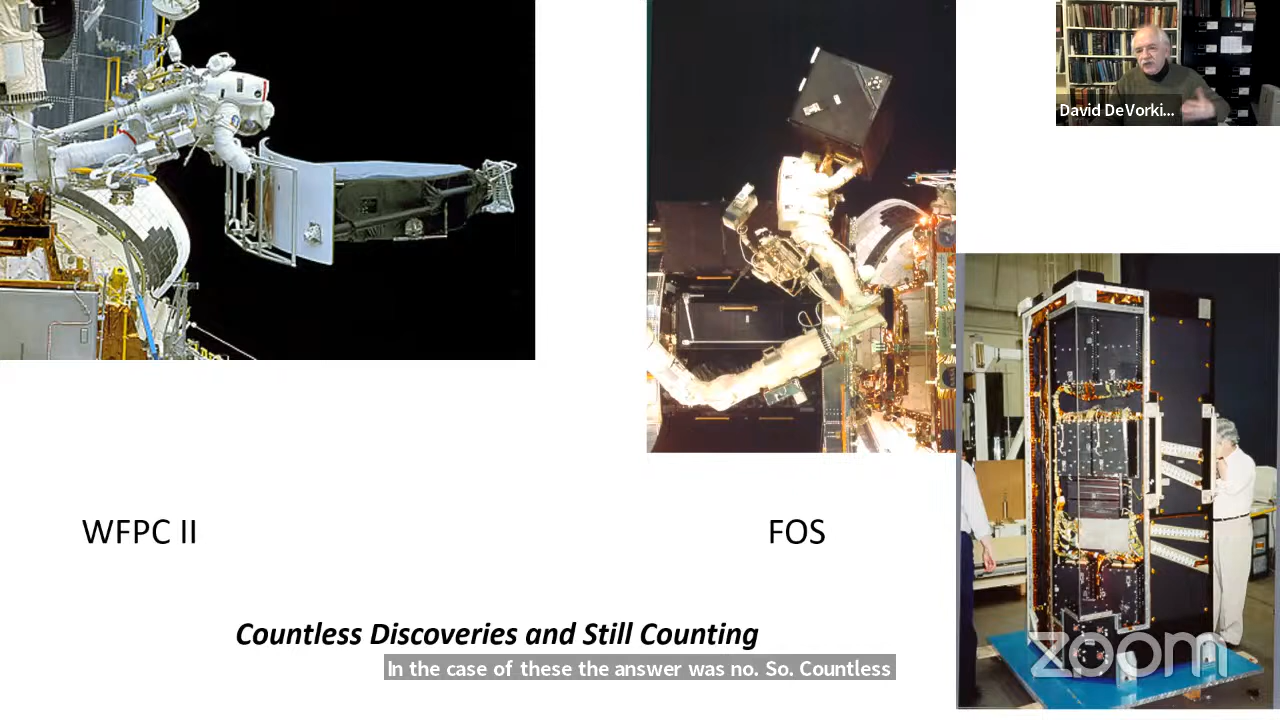 David DeVorki...
WFPC II
FOS
Countless Discoveries and Still Counting
In the case of these the answer was no. So. Countless
zoom